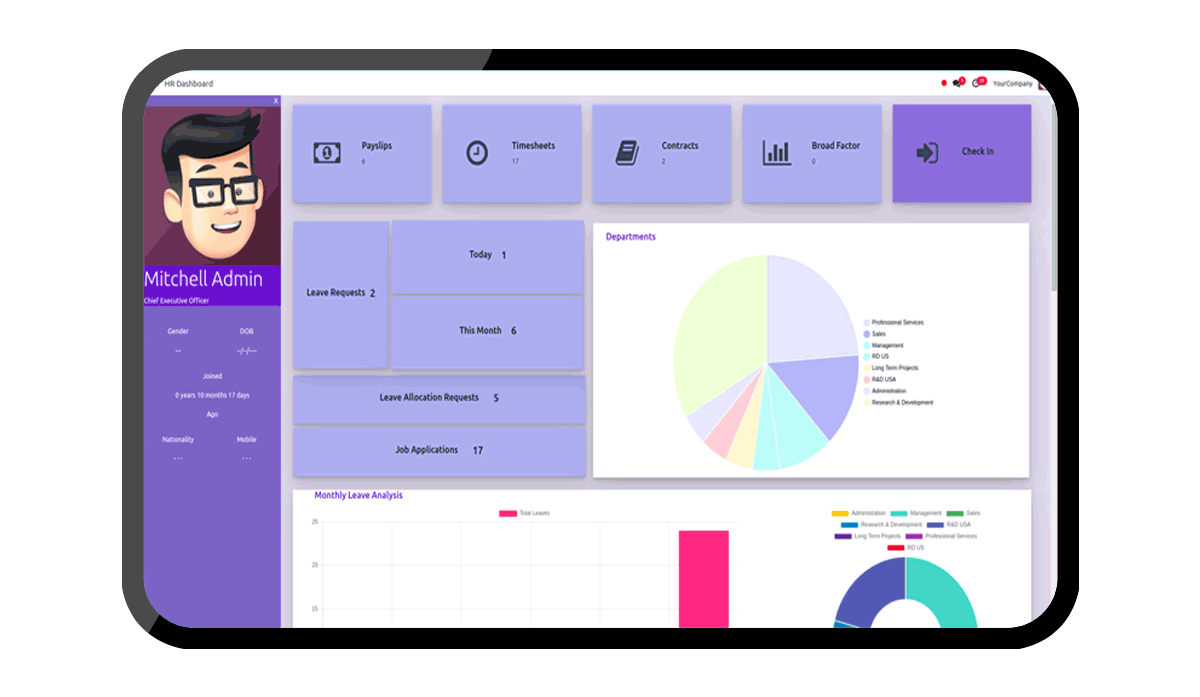 HR Dashboard
YourCompany
X
Payslips
6
Timesheets
17
Contracts
2
Broad Factor
0
Check In
Mitchell Admin
Chief Executive Officer
Gender
DOB
--
--/--/----
Joined
0 years 10 months 17 days
Ago
Nationality
Mobile
---
---
Leave Requests 2
Today 1
This Month 6
Leave Allocation Requests 5
Job Applications 17
Departments
Professional Services
Sales
Management
RD US
Long Term Projects
R&D USA
Administration
Research & Development
Monthly Leave Analysis
Total Leaves
25
20
15
Administration Management Sales
Research & Development R&D USA
Long Term Projects Professional Services
RD US